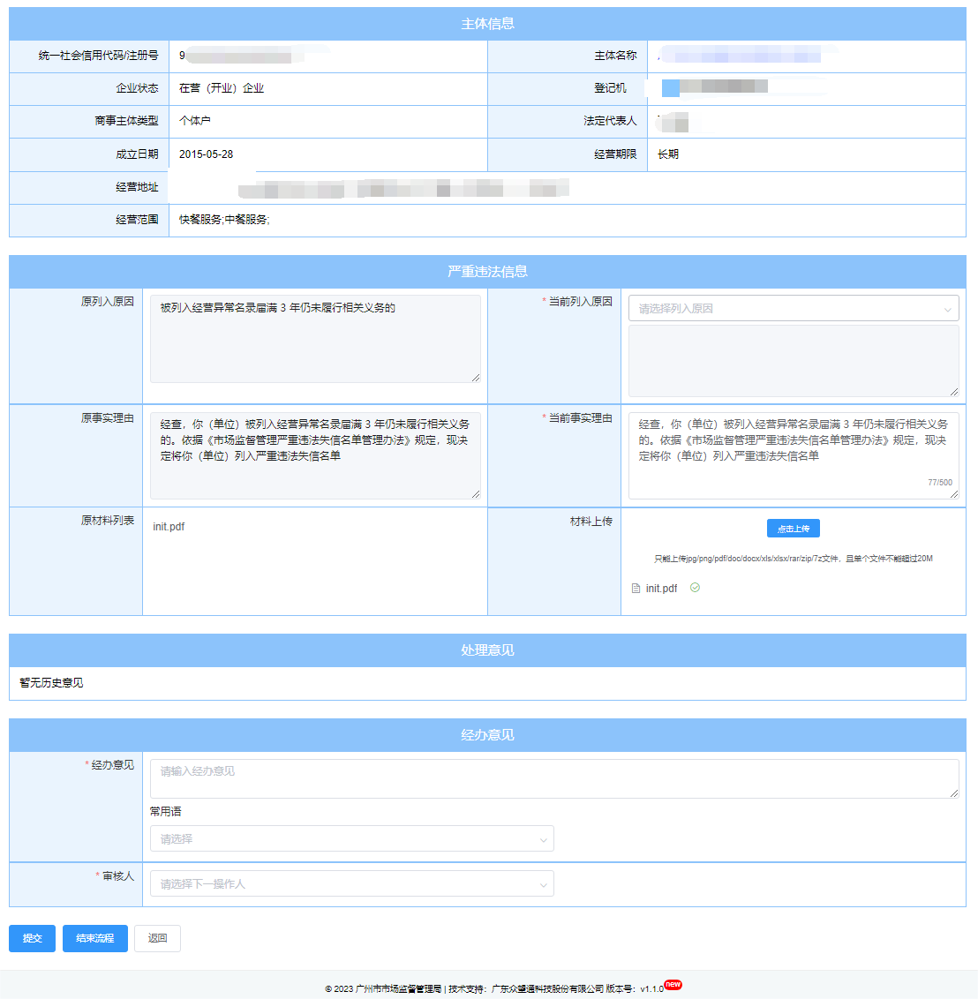 主体信息
统一社会信用代码/注册号 9 主体名称
企业状态 在营（开业）企业 登记机
商事主体类型 个体户 法定代表人
成立日期 2015-05-28 经营期限 长期
经营地址
经营范围 快餐服务;中餐服务;
严重违法信息
原列入原因 被列入经营异常名录届满 3 年仍未履行相关义务的 * 当前列入原因 请选择列入原因
原事实理由 经查，你（单位）被列入经营异常名录届满 3 年仍未履行相关义务
的。依据《市场监督管理严重违法失信名单管理办法》规定，现决
定将你（单位）列入严重违法失信名单
* 当前事实理由 经查，你（单位）被列入经营异常名录届满 3 年仍未履行相关义务
的。依据《市场监督管理严重违法失信名单管理办法》规定，现决
定将你（单位）列入严重违法失信名单
77/500
原材料列表 init.pdf 材料上传 点击上传
只能上传jpg/png/pdf/doc/docx/xls/xlsx/rar/zip/7z文件，且单个文件不能超过20M
init.pdf
处理意见
暂无历史意见
经办意见
* 经办意见 请输入经办意见
常用语
请选择
* 审核人 请选择下一操作人
提交 结束流程 返回
© 2023 广州市市场监督管理局 | 技术支持：广东众望通科技股份有限公司 版本号：v1.1.0 new